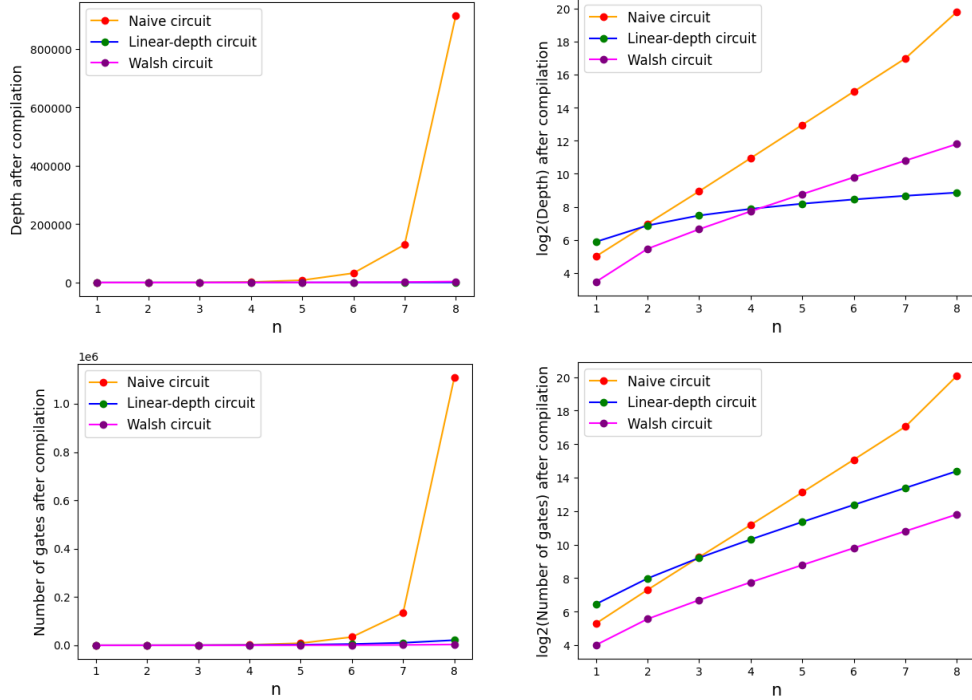 Depth after compilation
800000
600000
400000
200000
0
Naive circuit
Linear-depth circuit
Walsh circuit
1 2 3 4 5 6 7 8
n
log2(Depth) after compilation
20
18
16
14
12
10
8
6
4
Naive circuit
Linear-depth circuit
Walsh circuit
1 2 3 4 5 6 7 8
n
1e6
Number of gates after compilation
1.0
0.8
0.6
0.4
0.2
0.0
Naive circuit
Linear-depth circuit
Walsh circuit
1 2 3 4 5 6 7 8
n
log2(Number of gates) after compilation
20
18
16
14
12
10
8
6
4
Naive circuit
Linear-depth circuit
Walsh circuit
1 2 3 4 5 6 7 8
n